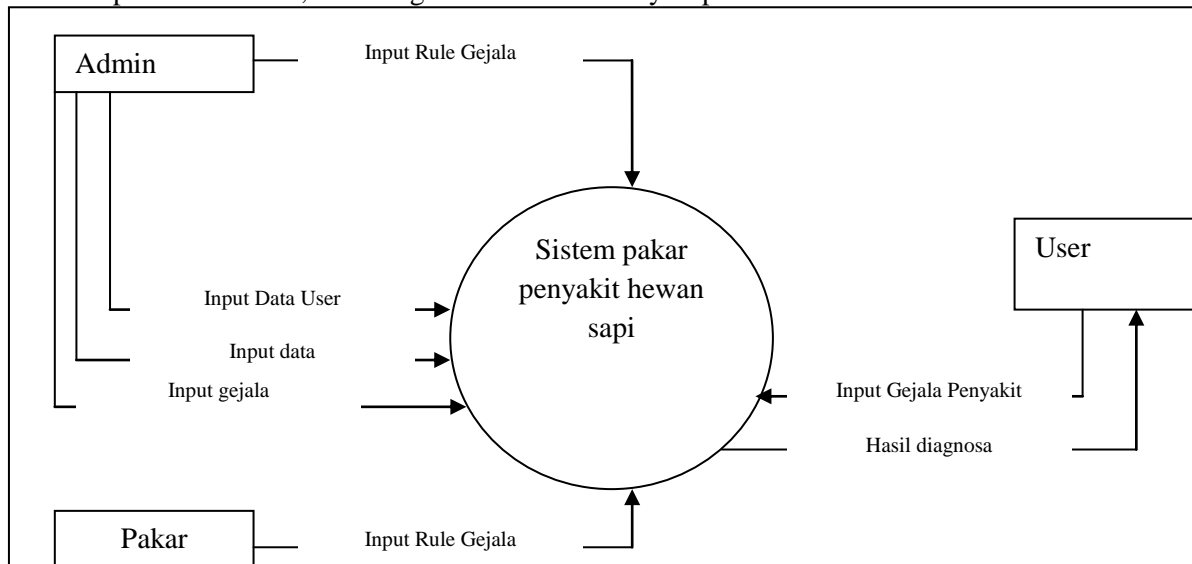 Admin
Input Rule Gejala
Sistem pakar
penyakit hewan
sapi
User
Input Data User
Input data
Input gejala
Input Gejala Penyakit
Hasil diagnosa
Pakar
Input Rule Gejala